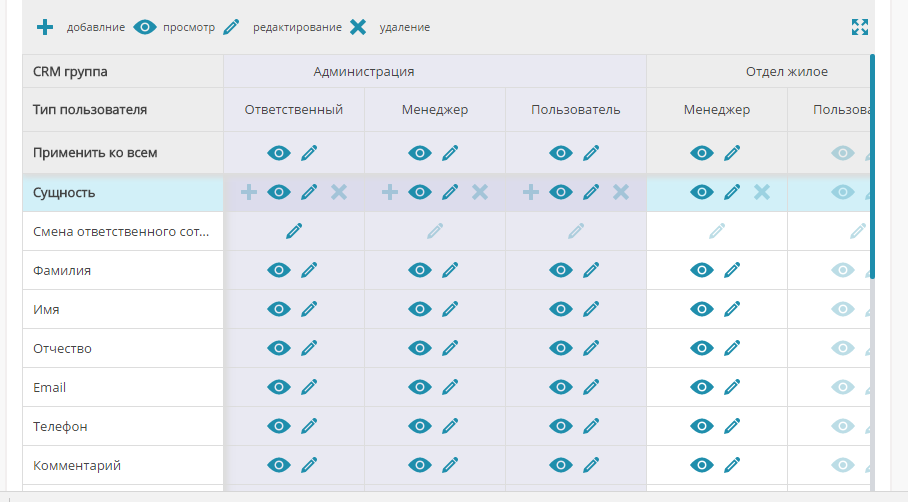 добавлние просмотр редактирование удаление
CRM группа Администрация Отдел жилое
Тип пользователя Ответственный Менеджер Пользователь Менеджер Пользова
Применить ко всем
Сущность
Смена ответственного сот...
Фамилия
Имя
Отчество
Email
Телефон
Комментарий